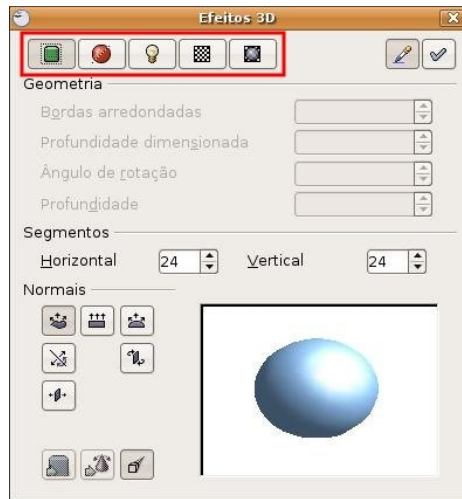 Efeitos 3D
Geometria
Bordas arredondadas
Profundidade dimensionada
Ângulo de rotação
Profundidade
Segmentos
Horizontal 24 Vertical 24
Normais